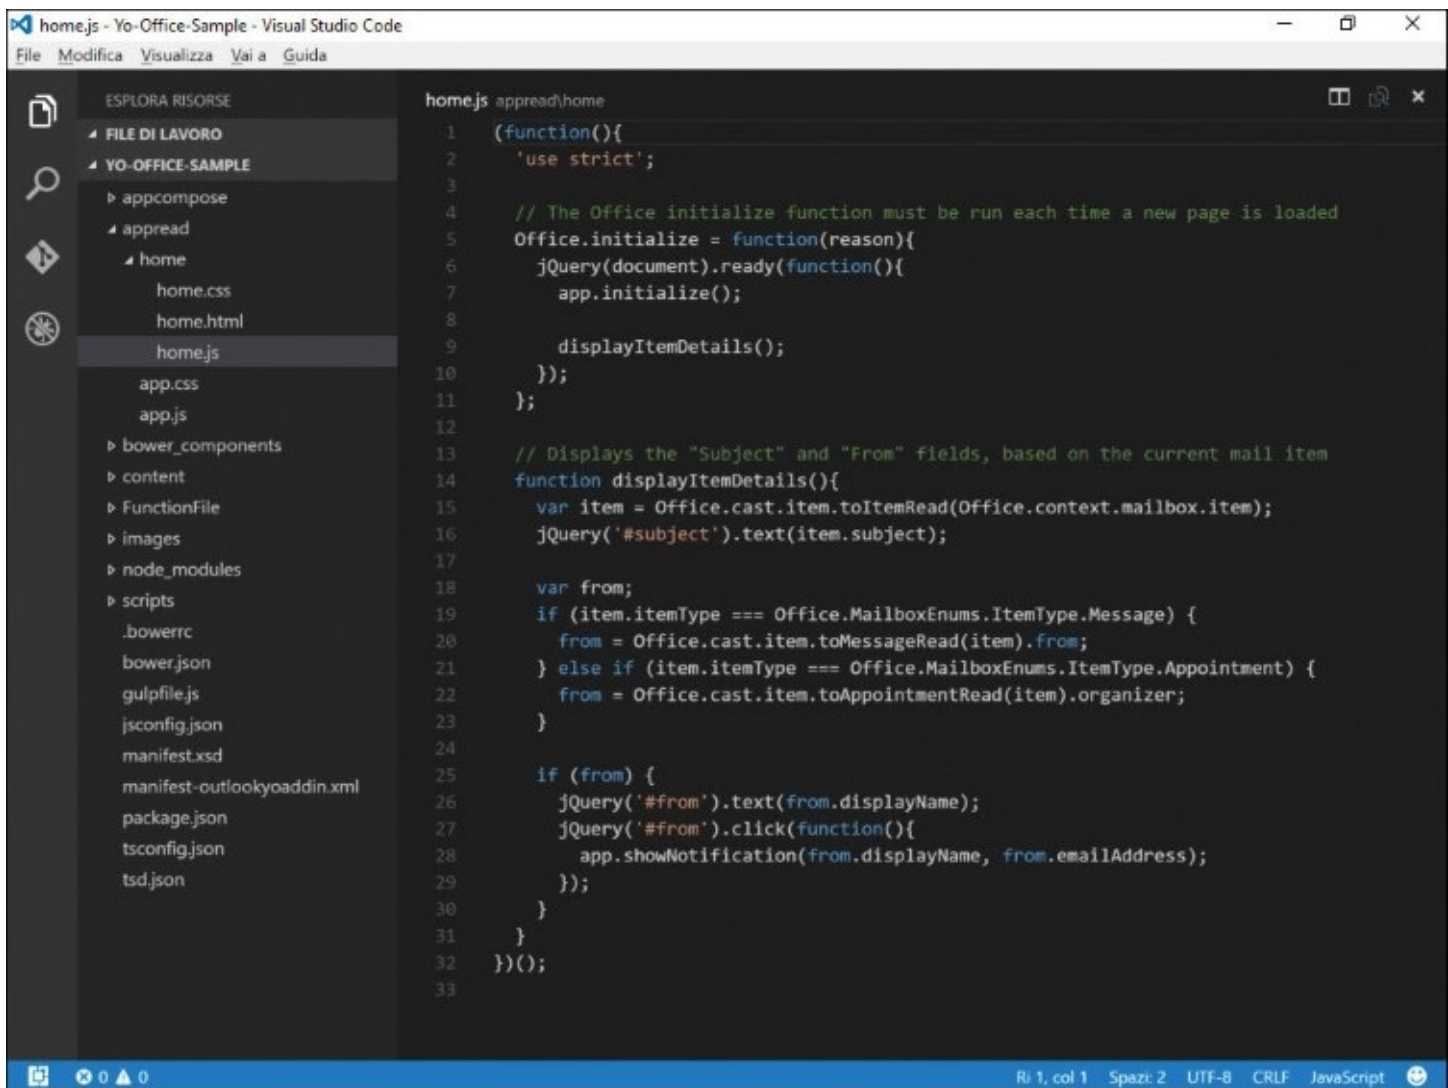 home.js - Yo-Office-Sample - Visual Studio Code
File Modifica Visualizza Vai a Guida
ESPLORA RISORSE
FILE DI LAVORO
YO-OFFICE-SAMPLE
appcompose
appread
home
home.css
home.html
home.js
app.css
app.js
bower_components
content
FunctionFile
images
node_modules
scripts
.bowerrc
bower.json
gulpfile.js
jsconfig.json
manifest.xsd
manifest-outlookyoaddin.xml
package.json
tsconfig.json
tsd.json
home.js appread\home
1 (function(){
2 'use strict';
3
4 // The Office initialize function must be run each time a new page is loaded
5 Office.initialize = function(reason){
6 jQuery(document).ready(function(){
7 app.initialize();
8
9 displayItemDetails();
10 });
11 };
12
13 // Displays the "Subject" and "From" fields, based on the current mail item
14 function displayItemDetails(){
15 var item = Office.cast.item.toItemRead(Office.context.mailbox.item);
16 jQuery('#subject').text(item.subject);
17
18 var from;
19 if (item.itemType === Office.MailboxEnums.ItemType.Message) {
20 from = Office.cast.item.toMessageRead(item).from;
21 } else if (item.itemType === Office.MailboxEnums.ItemType.Appointment) {
22 from = Office.cast.item.toAppointmentRead(item).organizer;
23 }
24
25 if (from) {
26 jQuery('#from').text(from.displayName);
27 jQuery('#from').click(function(){
28 app.showNotification(from.displayName, from.emailAddress);
29 });
30 }
31 }
32 })();
33
0 0 Ri 1, col 1 Spazi: 2 UTF-8 CRLF JavaScript